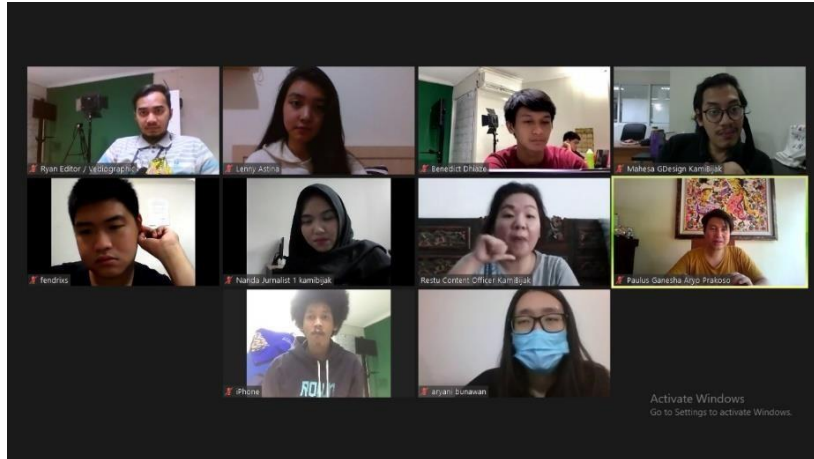 Ryan Editor / Vediographic
Lenny Astina
Benedict Dhiaze
Mahesa GDesign KamiBijak
fendrixs
Nanda Jurnalist 1 kamibijak
Restu Content Officer KamiBijak
Paulus Ganesha Aryo Prakoso
iPhone
aryani bunawan
Activate Windows
Go to Settings to activate Windows.